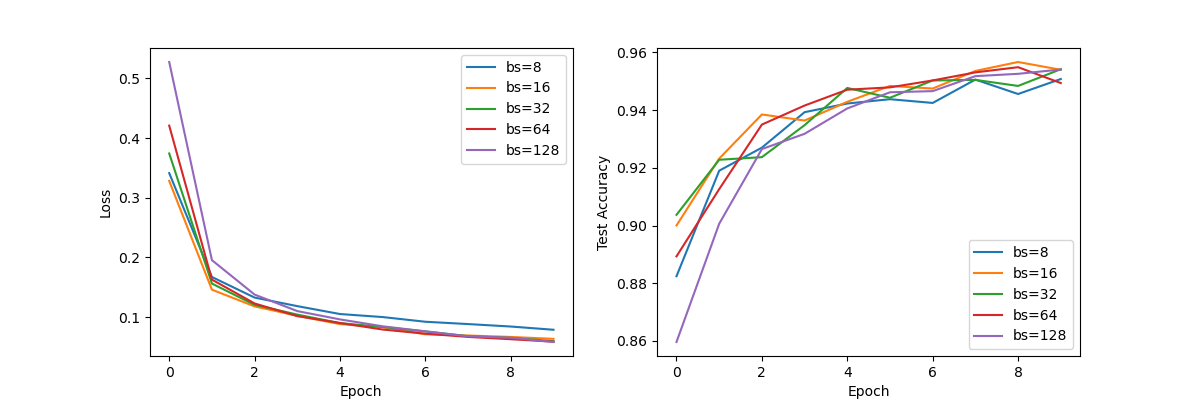 Loss
0.5
0.4
0.3
0.2
0.1
0 2 4 6 8
Epoch
bs=8
bs=16
bs=32
bs=64
bs=128
Test Accuracy
0.96
0.94
0.92
0.90
0.88
0.86
0 2 4 6 8
Epoch
bs=8
bs=16
bs=32
bs=64
bs=128